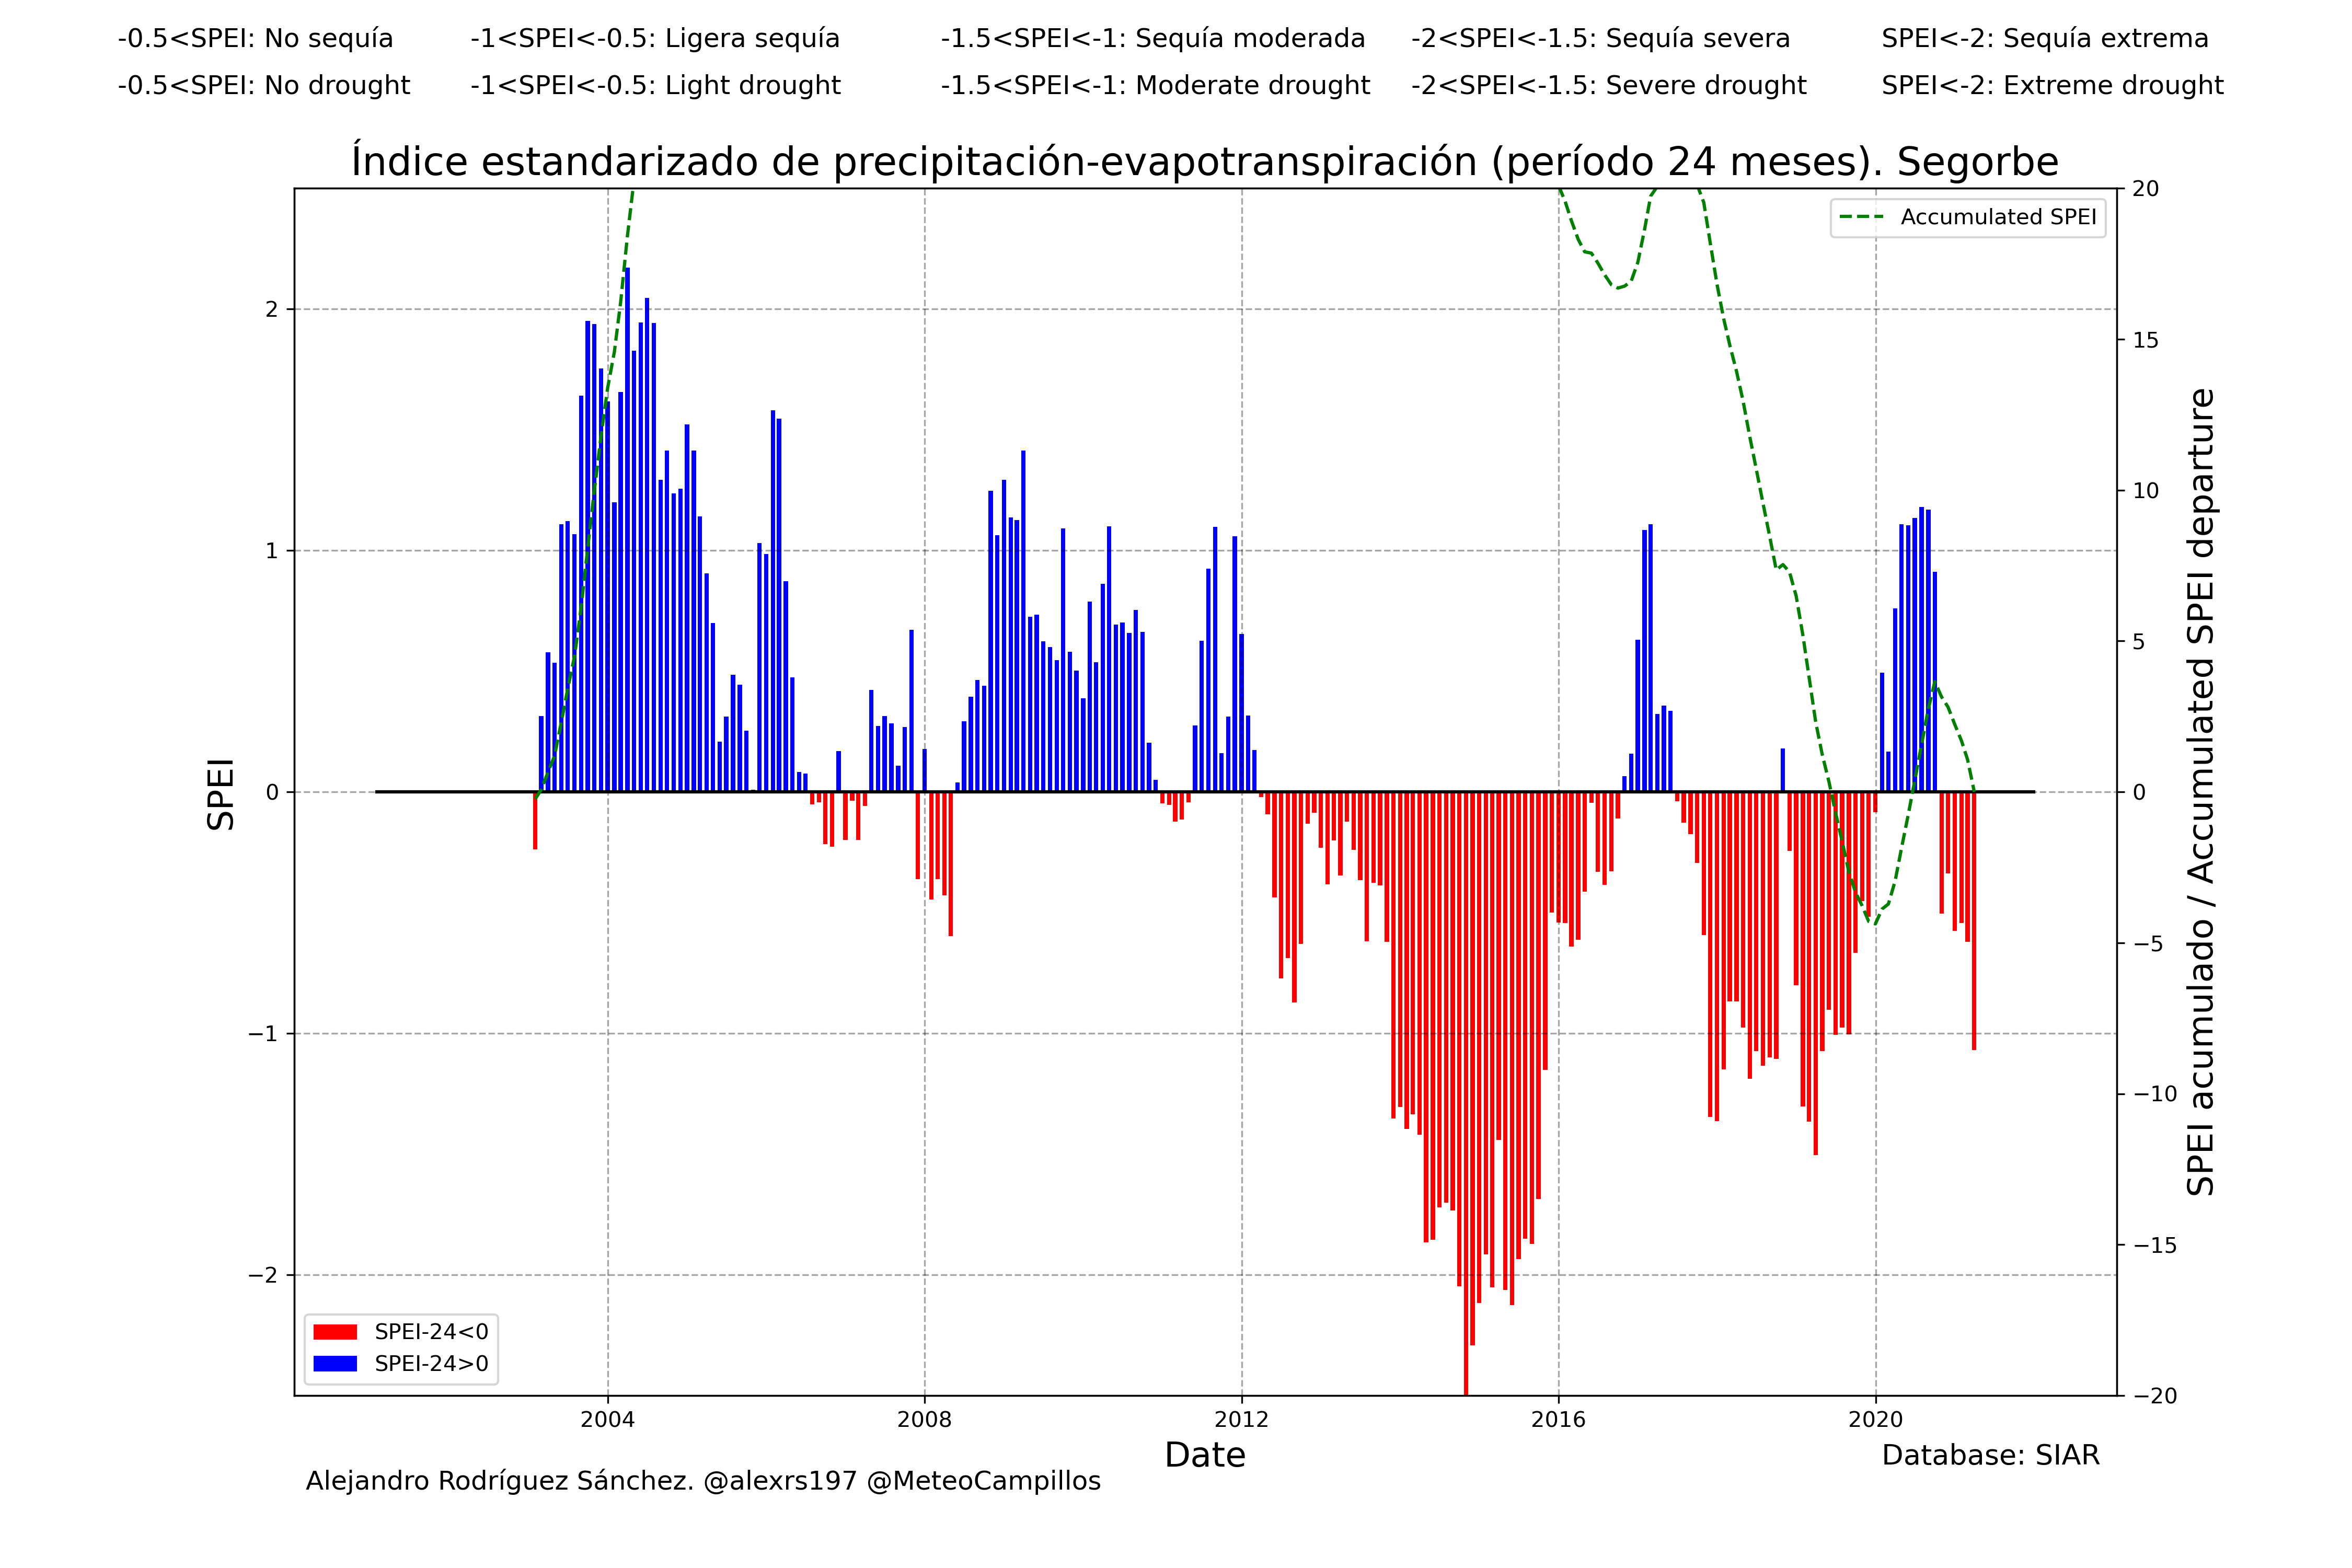 -0.5<SPEI: No sequía -1<SPEI<-0.5: Ligera sequía -1.5<SPEI<-1: Sequía moderada -2<SPEI<-1.5: Sequía severa SPEI<-2: Sequía extrema
-0.5<SPEI: No drought -1<SPEI<-0.5: Light drought -1.5<SPEI<-1: Moderate drought -2<SPEI<-1.5: Severe drought SPEI<-2: Extreme drought
Índice estandarizado de precipitación-evapotranspiración (período 24 meses). Segorbe
SPEI
2
1
0
−1
−2
Accumulated SPEI
20
15
10
5
0
−5
−10
−15
−20
SPEI acumulado / Accumulated SPEI departure
SPEI-24<0
SPEI-24>0
2004 2008 2012 2016 2020
Date
Database: SIAR
Alejandro Rodríguez Sánchez. @alexrs197 @MeteoCampillos